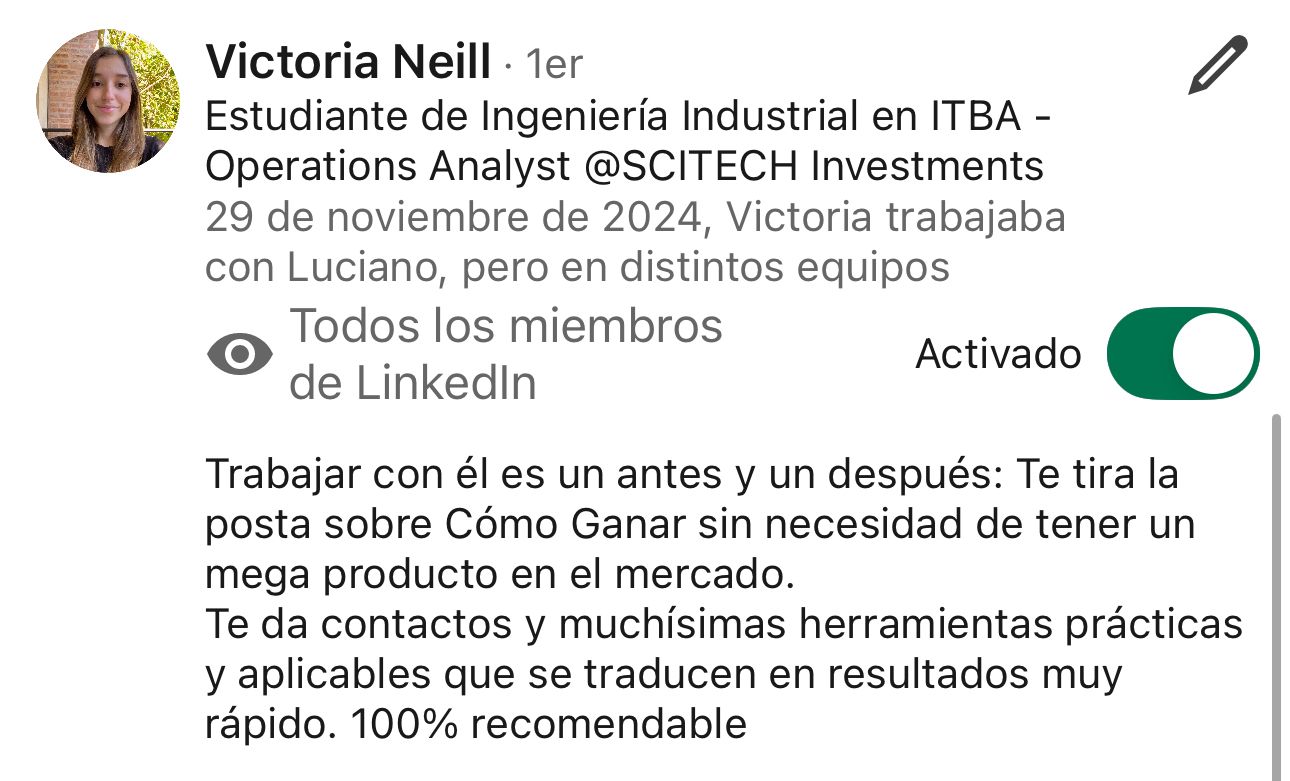 Victoria Neill · 1er
Estudiante de Ingeniería Industrial en ITBA -
Operations Analyst @SCITECH Investments
29 de noviembre de 2024, Victoria trabajaba
con Luciano, pero en distintos equipos
Todos los miembros
de LinkedIn
Activado
Trabajar con él es un antes y un después: Te tira la
posta sobre Cómo Ganar sin necesidad de tener un
mega producto en el mercado.
Te da contactos y muchísimas herramientas prácticas
y aplicables que se traducen en resultados muy
rápido. 100% recomendable